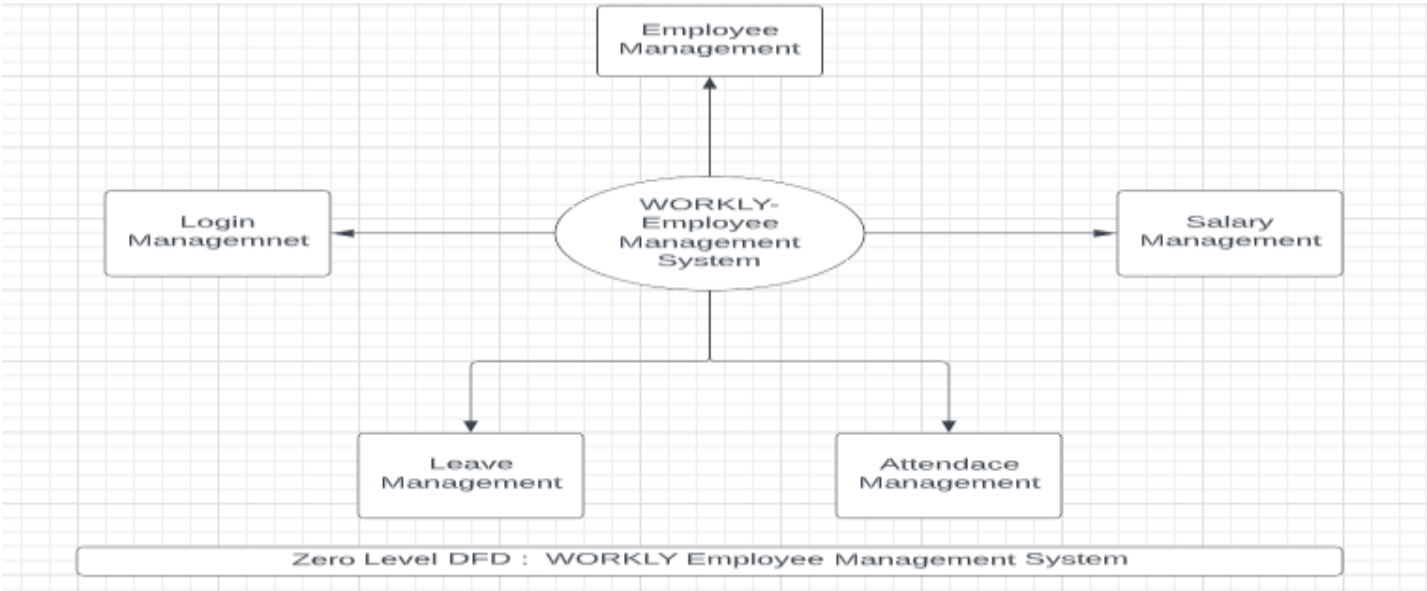 Employee
Management
Login
Managemnet
WORKLY-
Employee
Management
System
Salary
Management
Leave
Management
Attendace
Management
Zero Level DFD : WORKLY Employee Management System